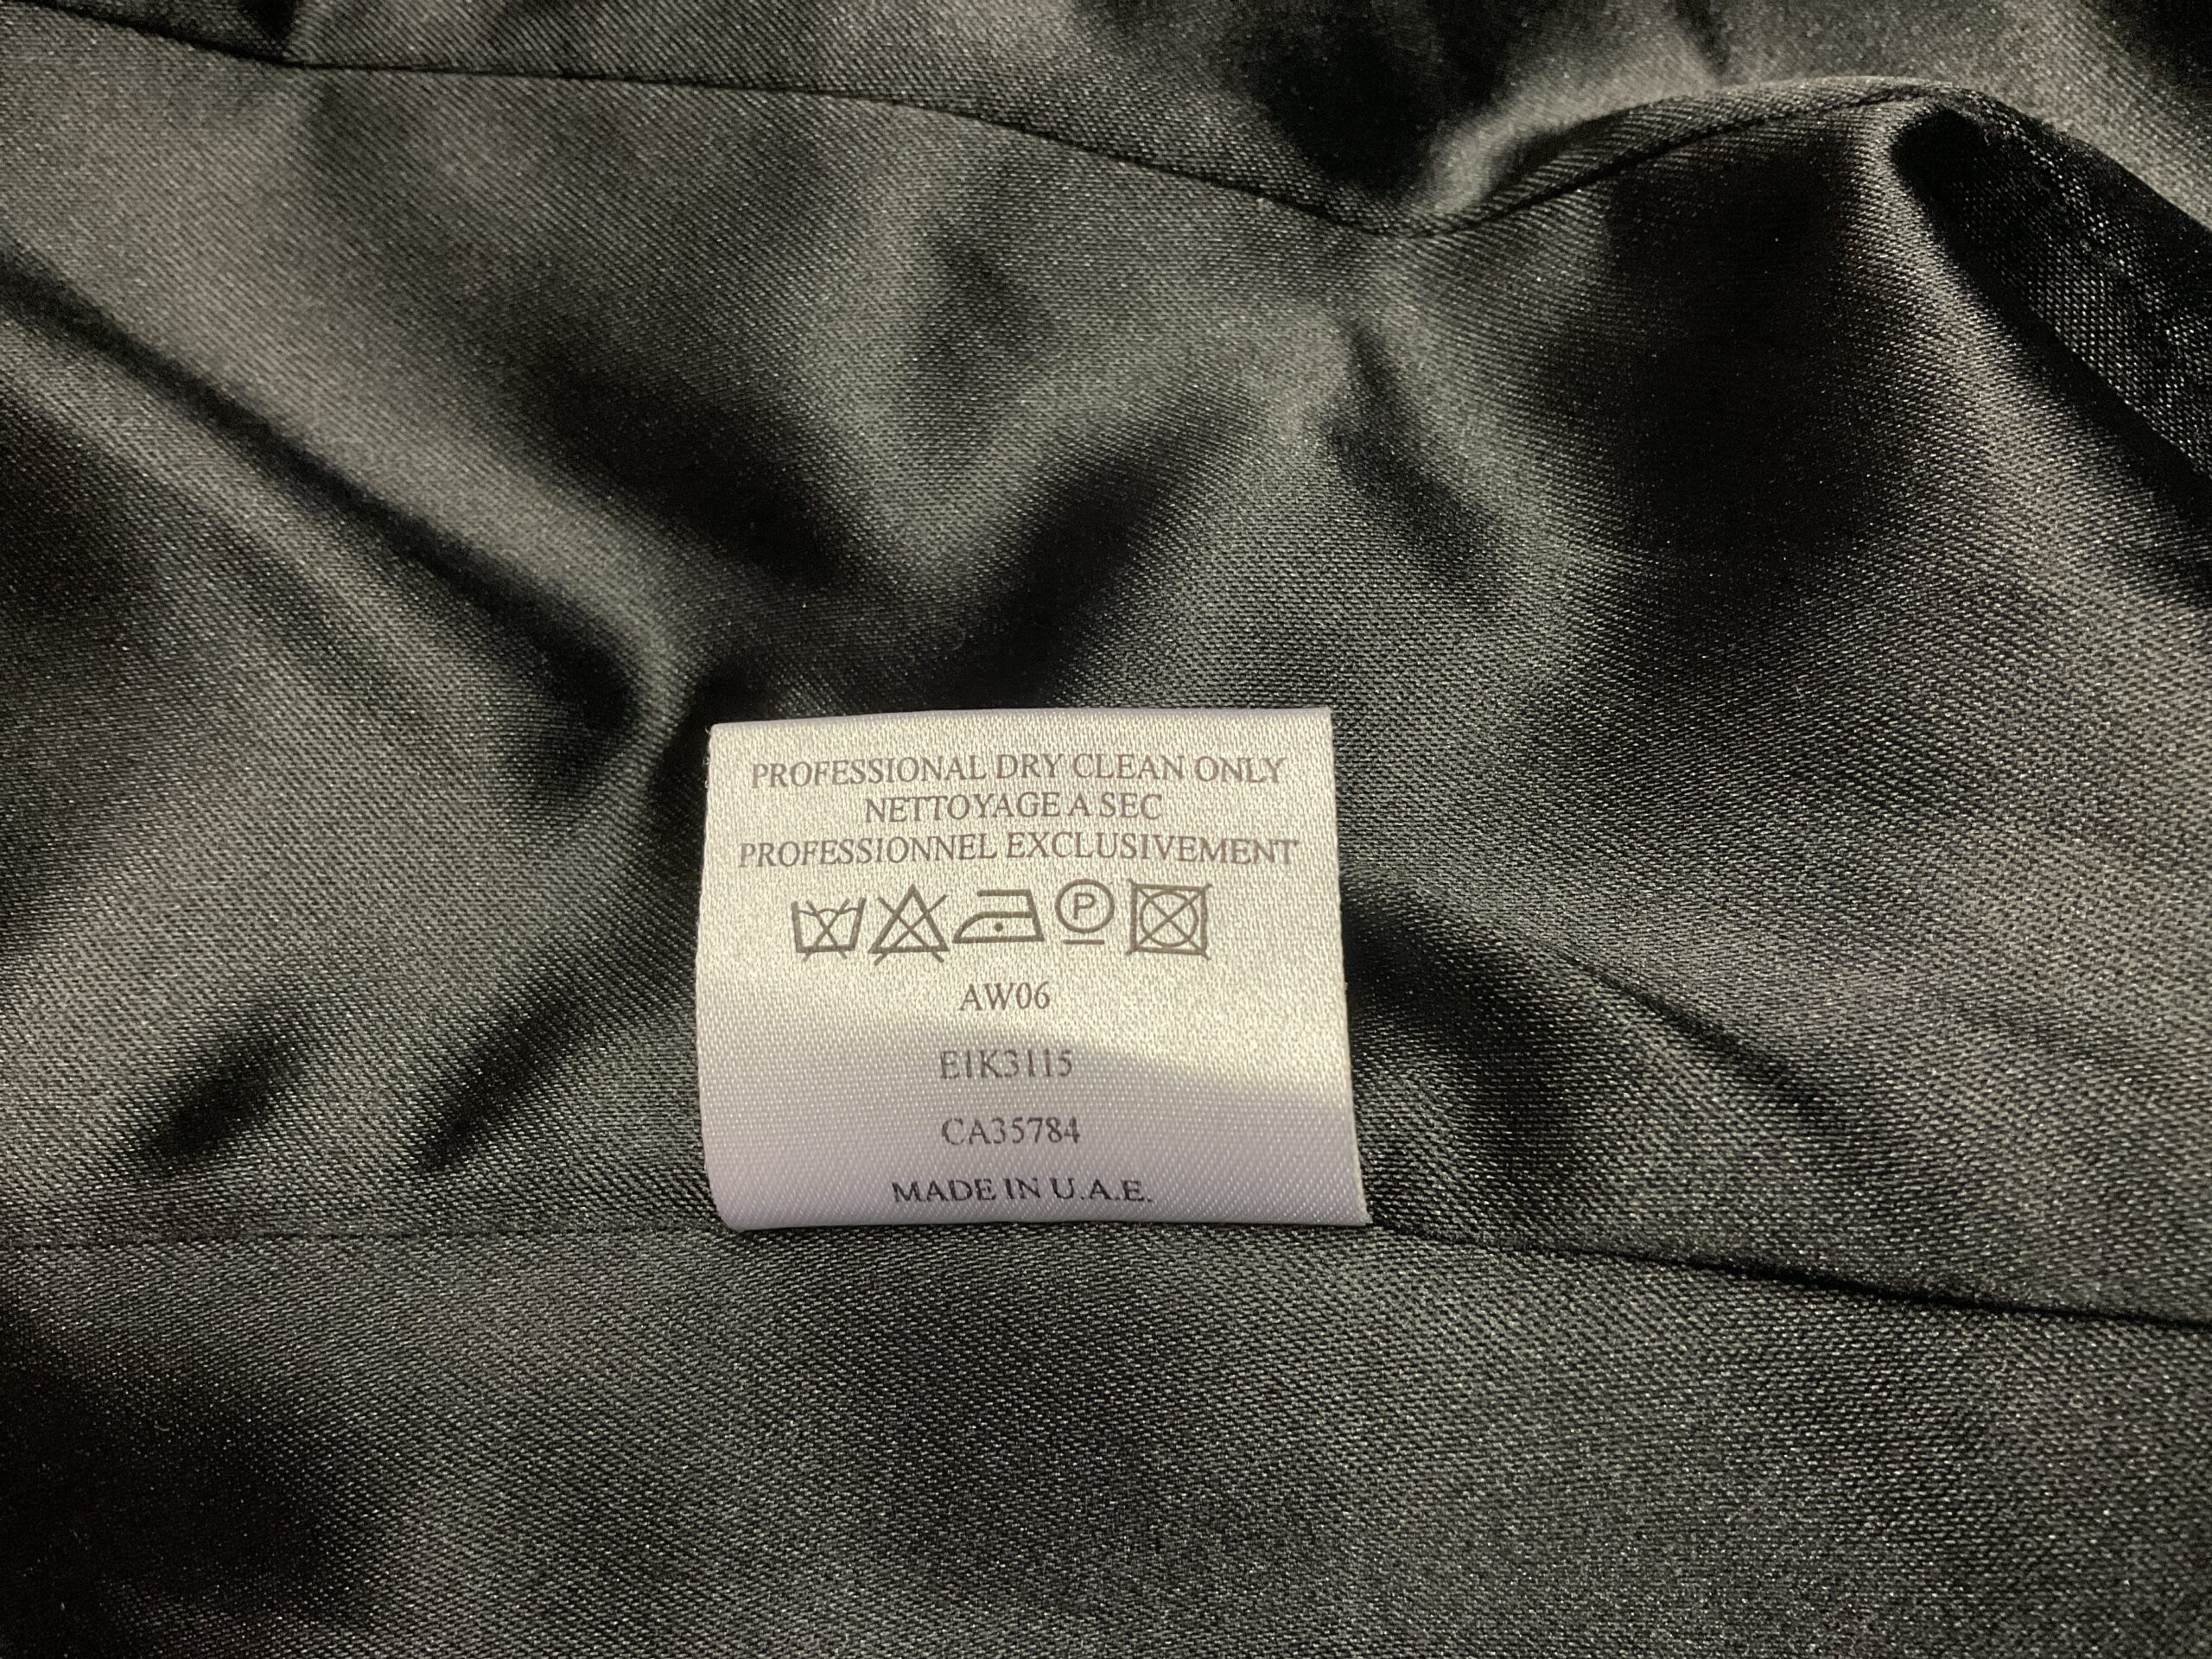 PROFESSIONAL DRY CLEAN ONLY
NETTOYAGE A SEC
PROFESSIONNEL EXCLUSIVEMENT
P
AW06
E1K3115
CA35784
MADE IN U.A.E.